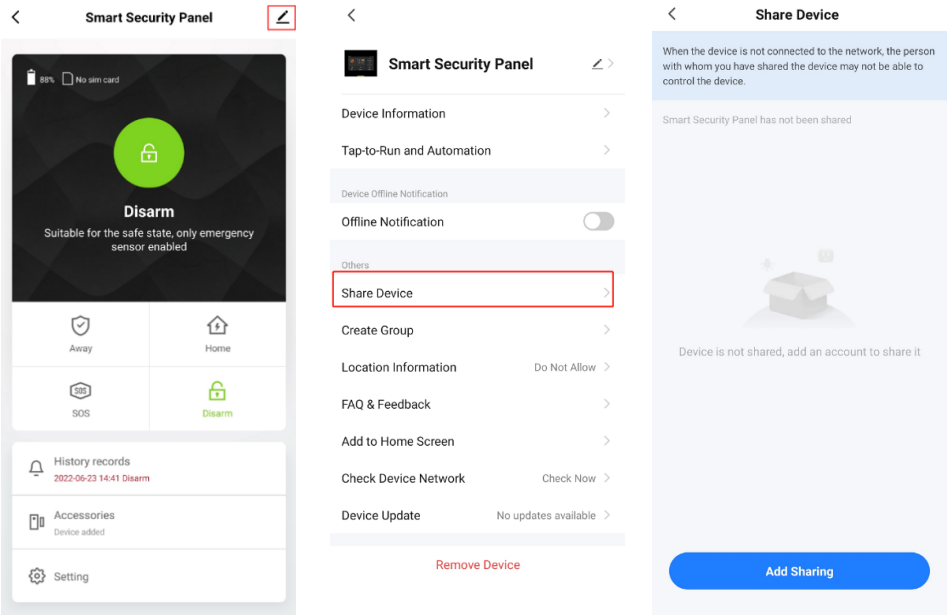 Smart Security Panel
88%
No sim card
Disarm
Suitable for the safe state, only emergency
sensor enabled
Away
Home
SOS
SOS
Disarm
History records
2022-06-23 14:41 Disarm
Accessories
Device added
Setting
Smart Security Panel
Device Information
Tap-to-Run and Automation
Device Offline Notification
Offline Notification
Others
Share Device
Create Group
Location Information
Do Not Allow
FAQ & Feedback
Add to Home Screen
Check Device Network
Check Now
Device Update
No updates available
Remove Device
Share Device
When the device is not connected to the network, the person
with whom you have shared the device may not be able to
control the device.
Smart Security Panel has not been shared
Device is not shared, add an account to share it
Add Sharing